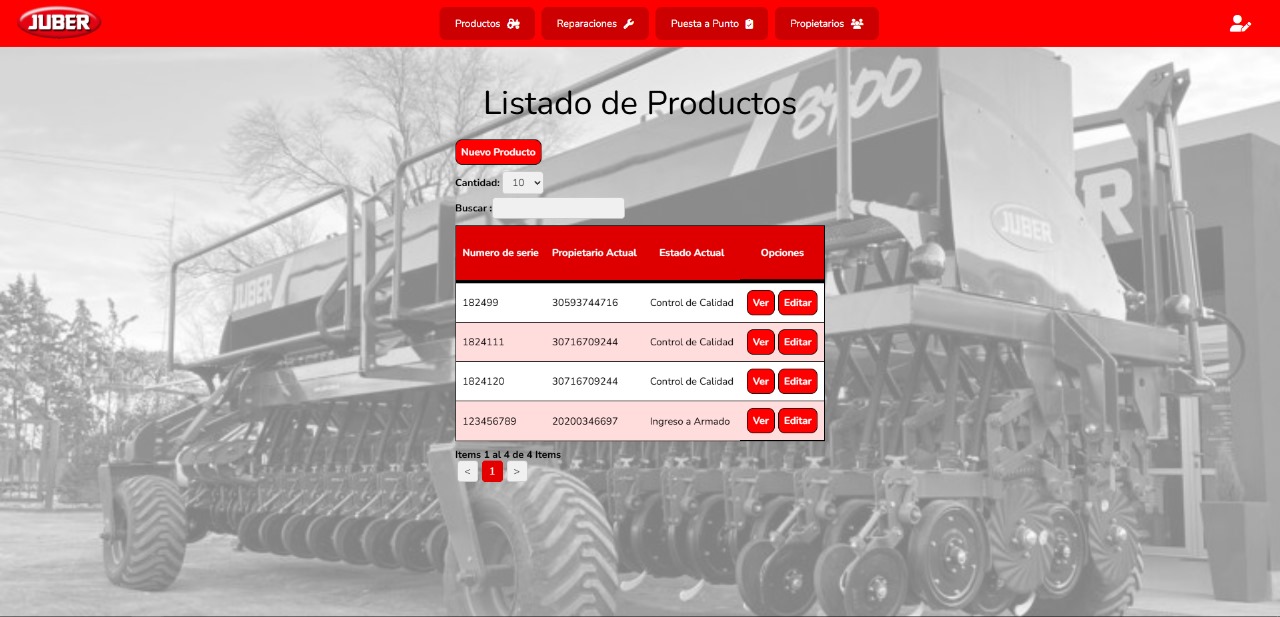 JUBER
Productos
Reparaciones
Puesta a Punto
Propietarios
8400
Listado de Productos
Nuevo Producto
Cantidad: 10
Buscar :
Numero de serie Propietario Actual Estado Actual Opciones
182499 30593744716 Control de Calidad Ver Editar
1824111 30716709244 Control de Calidad Ver Editar
1824120 30716709244 Control de Calidad Ver Editar
123456789 20200346697 Ingreso a Armado Ver Editar
Items 1 al 4 de 4 Items
< 1 >
JUBER
JUBER
BER